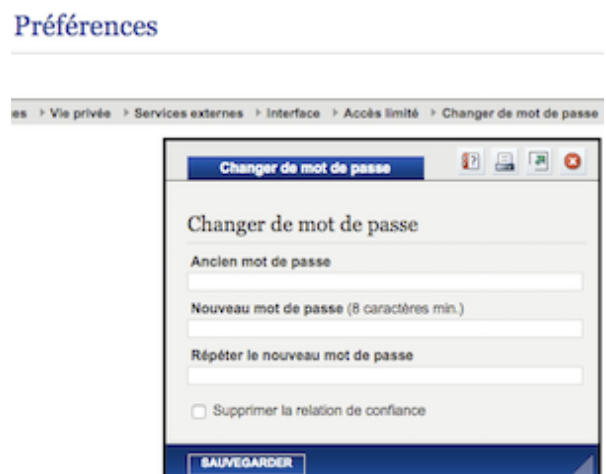 Préférences
es Vie privée Services externes Interface Accès limité Changer de mot de passe
Changer de mot de passe
Changer de mot de passe
Ancien mot de passe
Nouveau mot de passe (8 caractères min.)
Répéter le nouveau mot de passe
Supprimer la relation de confiance
SAUVEGARDER